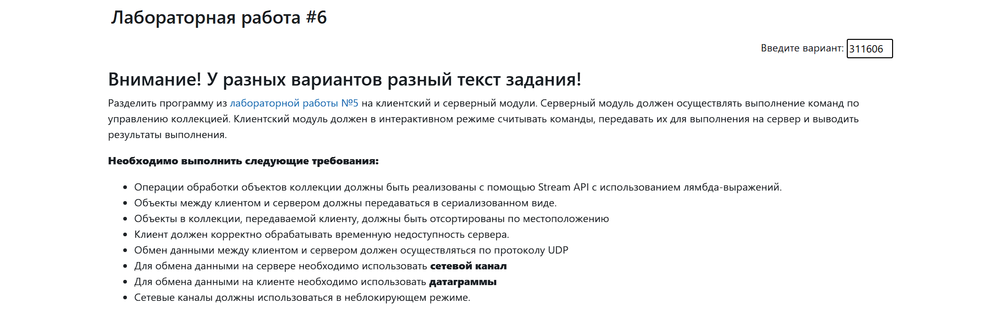 Лабораторная работа #6
Введите вариант: 311606
Внимание! У разных вариантов разный текст задания!
Разделить программу из лабораторной работы №5 на клиентский и серверный модули. Серверный модуль должен осуществлять выполнение команд по
управлению коллекцией. Клиентский модуль должен в интерактивном режиме считывать команды, передавать их для выполнения на сервер и выводить
результаты выполнения.
Необходимо выполнить следующие требования:
• Операции обработки объектов коллекции должны быть реализованы с помощью Stream API с использованием лямбда-выражений.
• Объекты между клиентом и сервером должны передаваться в сериализованном виде.
• Объекты в коллекции, передаваемой клиенту, должны быть отсортированы по местоположению
• Клиент должен корректно обрабатывать временную недоступность сервера.
• Обмен данными между клиентом и сервером должен осуществляться по протоколу UDP
• Для обмена данными на сервере необходимо использовать сетевой канал
• Для обмена данными на клиенте необходимо использовать датаграммы
• Сетевые каналы должны использоваться в неблокирующем режиме.